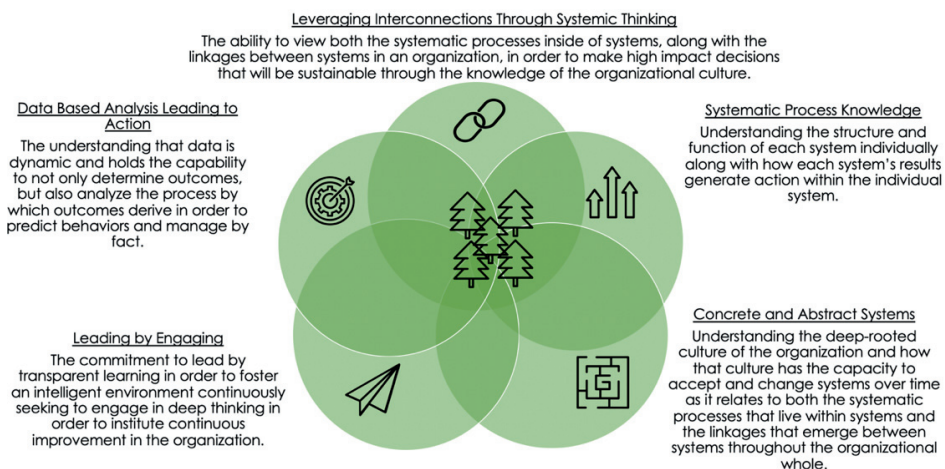 Leveraging Interconnections Through Systemic Thinking
The ability to view both the systematic processes inside of systems, along with the
linkages between systems in an organization, in order to make high impact decisions
that will be sustainable through the knowledge of the organizational culture.
Data Based Analysis Leading to
Action
The understanding that data is
dynamic and holds the capability
to not only determine outcomes,
but also analyze the process by
which outcomes derive in order to
predict behaviors and manage by
fact.
Systematic Process Knowledge
Understanding the structure and
function of each system individually
along with how each system's results
generate action within the individual
system.
Leading by Engaging
The commitment to lead by
transparent learning in order to foster
an intelligent environment continuously
seeking to engage in deep thinking in
order to institute continuous
improvement in the organization.
Concrete and Abstract Systems
Understanding the deep-rooted
culture of the organization and how
that culture has the capacity to
accept and change systems over time
as it relates to both the systematic
processes that live within systems and
the linkages that emerge between
systems throughout the organizational
whole.